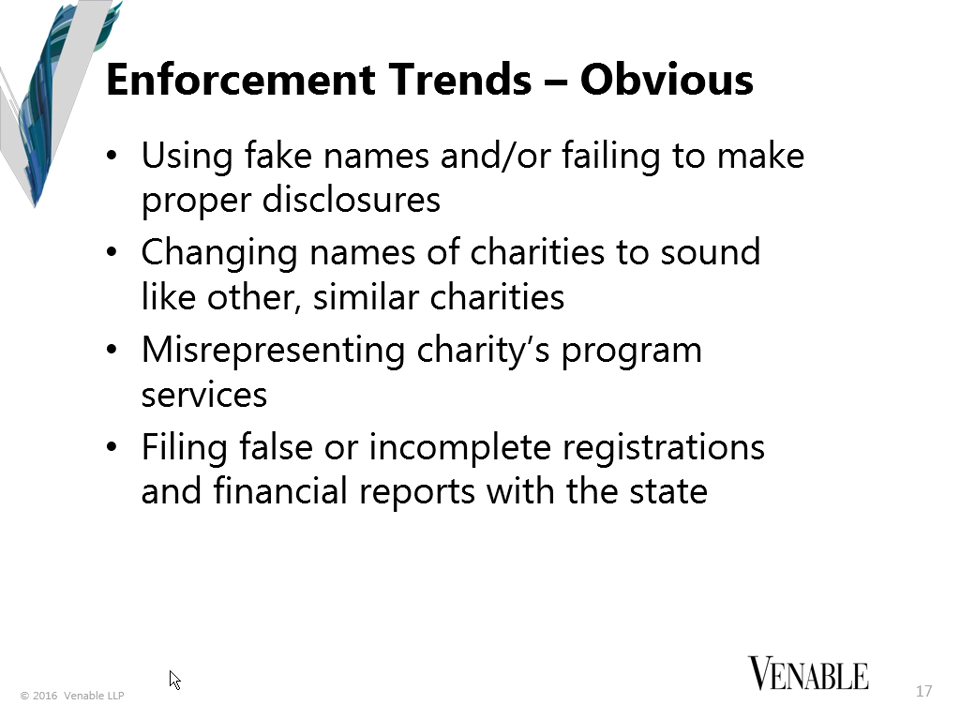 Enforcement Trends – Obvious
• Using fake names and/or failing to make
proper disclosures
• Changing names of charities to sound
like other, similar charities
• Misrepresenting charity’s program
services
• Filing false or incomplete registrations
and financial reports with the state
© 2016 Venable LLP
VENABLE
17